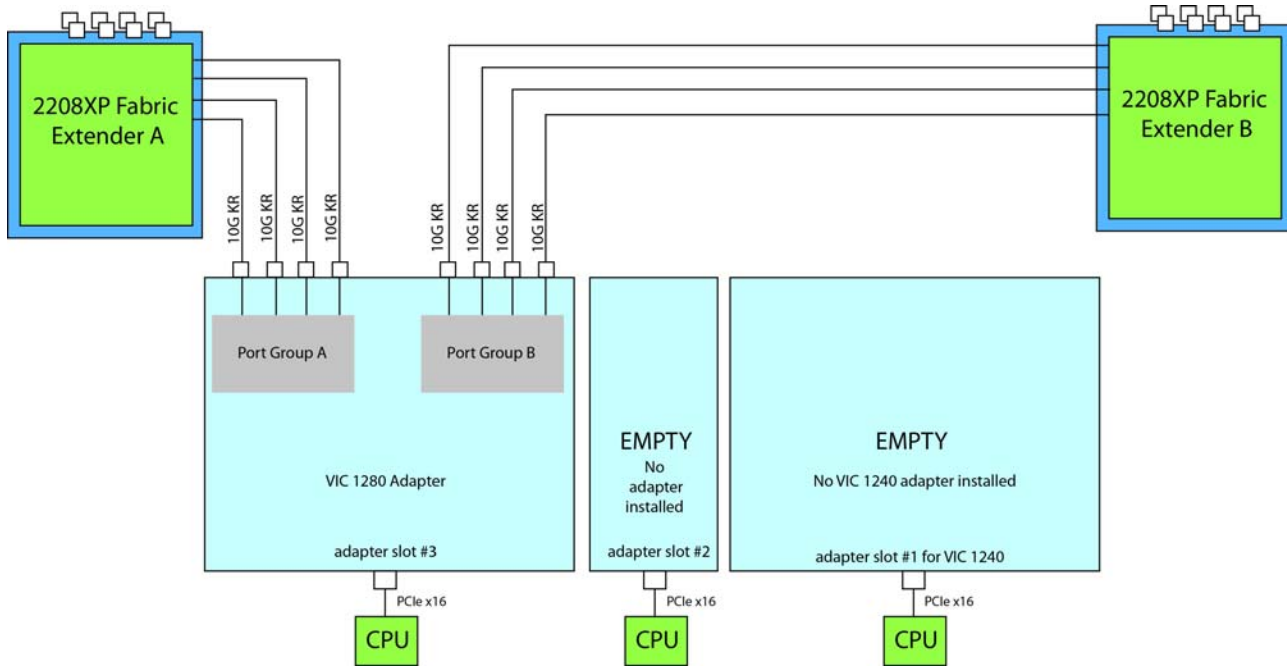 2208XP Fabric
Extender A
2208XP Fabric
Extender B
10G KR
10G KR
10G KR
10G KR
10G KR
10G KR
10G KR
10G KR
Port Group A
Port Group B
VIC 1280 Adapter
adapter slot #3
EMPTY
No
adapter
installed
adapter slot #2
EMPTY
No VIC 1240 adapter installed
adapter slot #1 for VIC 1240
PCIe x16
PCIe x16
PCIe x16
CPU
CPU
CPU